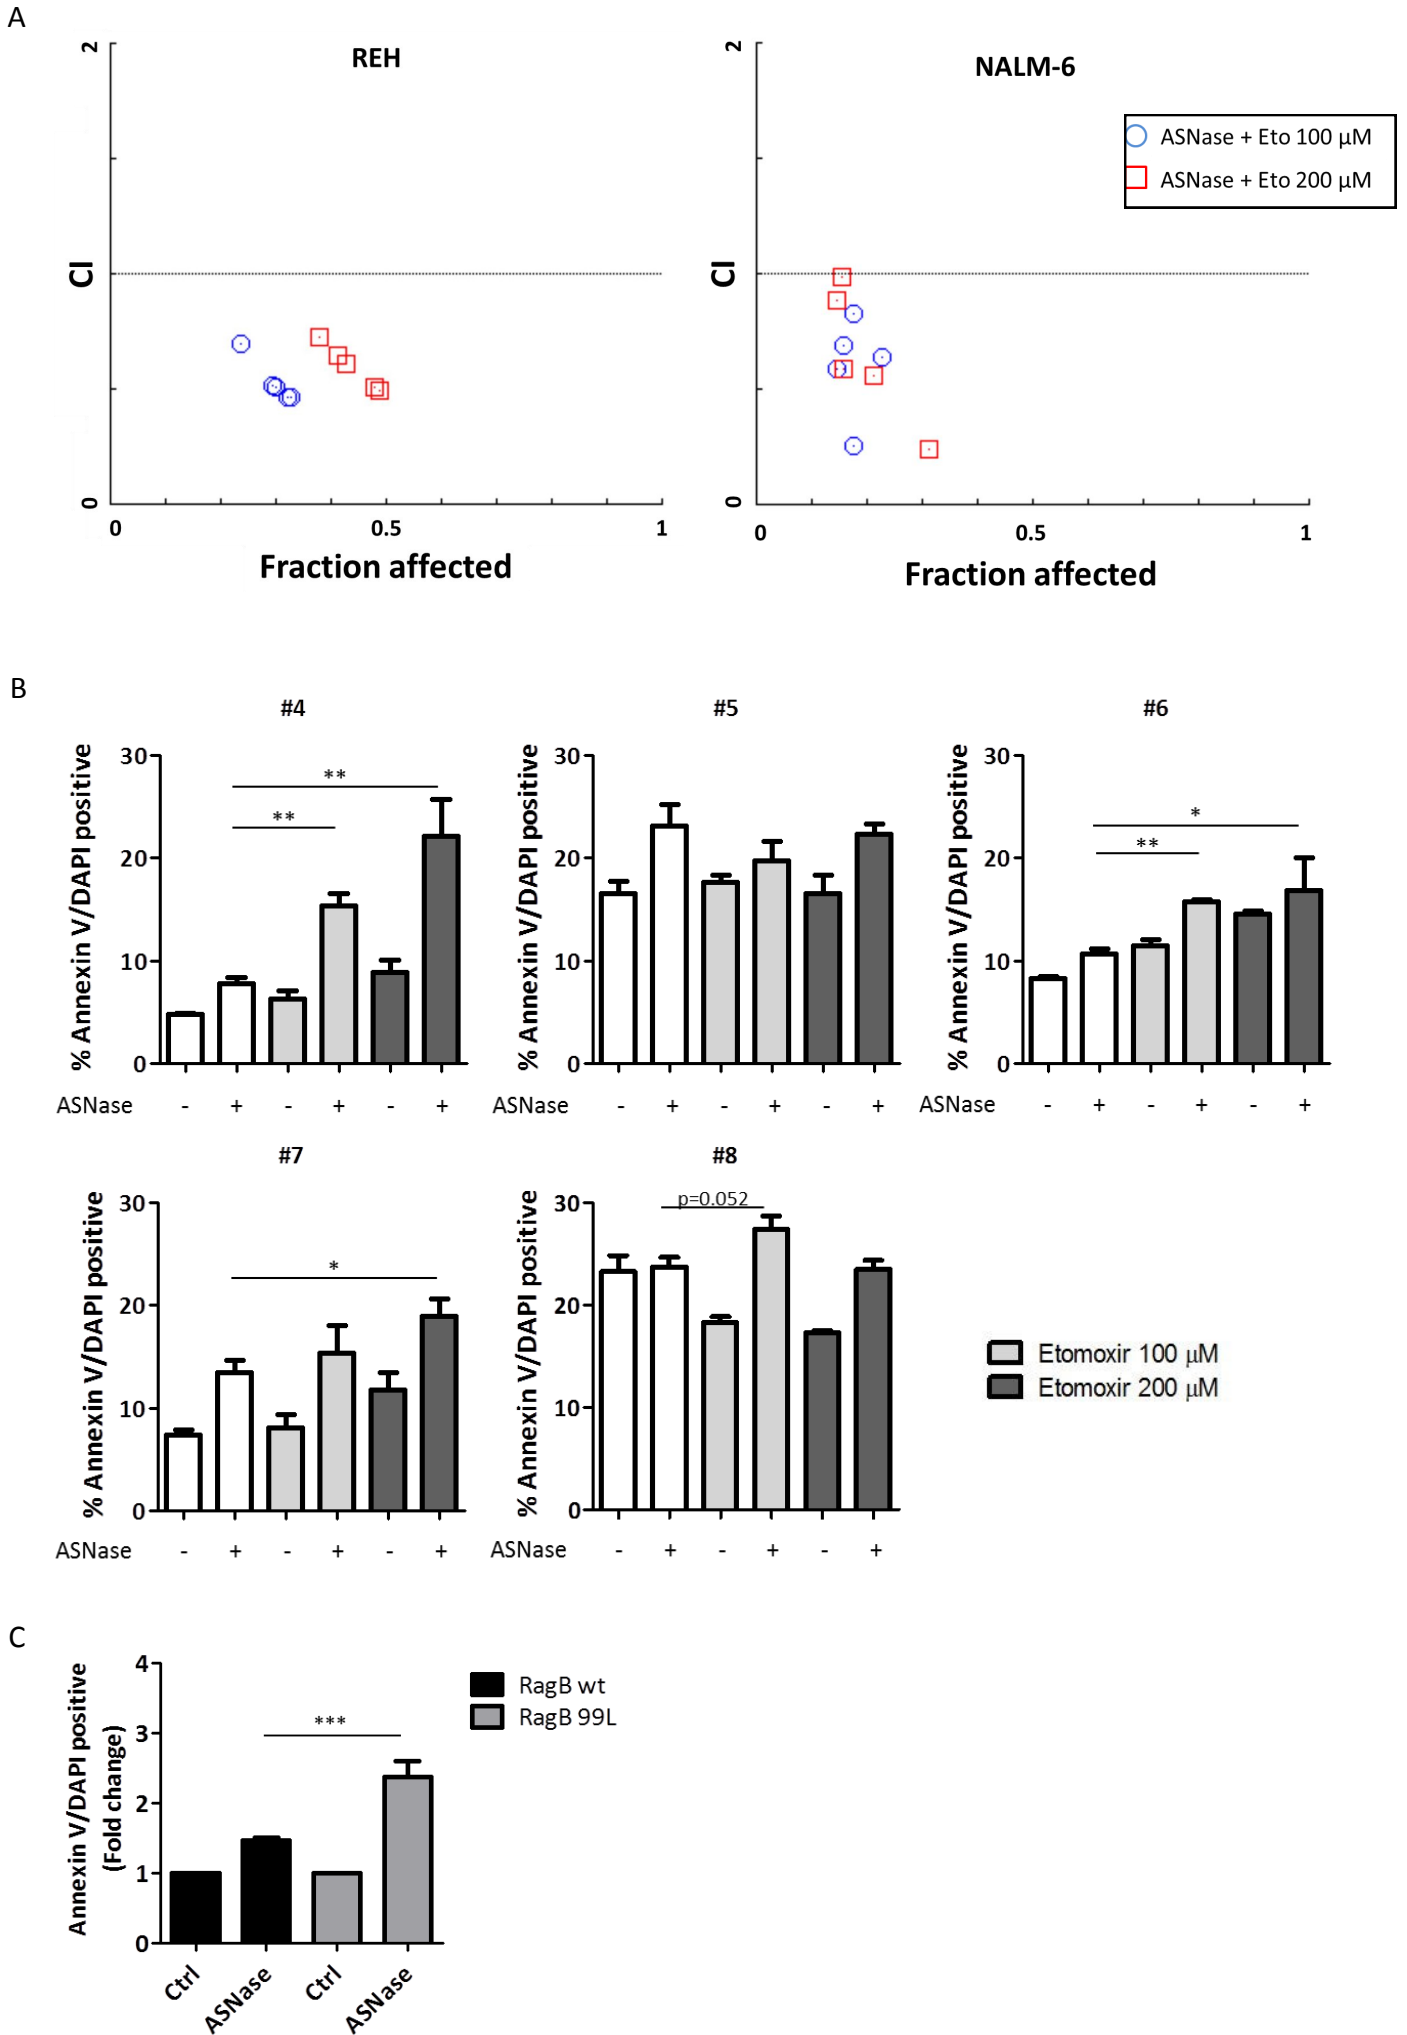 A
REH
2
CI
0
0 0.5 1
Fraction affected
NALM-6
2
CI
0
0 0.5 1
Fraction affected
ASNase + Eto 100 µM
ASNase + Eto 200 µM
B
#4
% Annexin V/DAPI positive
30
20
10
0
**
**
ASNase - + - + - +
#5
% Annexin V/DAPI positive
30
20
10
0
ASNase - + - + - +
#6
% Annexin V/DAPI positive
30
20
10
0
*
**
ASNase - + - + - +
#7
% Annexin V/DAPI positive
30
20
10
0
*
ASNase - + - + - +
#8
% Annexin V/DAPI positive
30
20
10
0
p=0.052
ASNase - + - + - +
Etomoxir 100 µM
Etomoxir 200 µM
C
Annexin V/DAPI positive
(Fold change)
4
3
2
1
0
***
Ctrl ASNase Ctrl ASNase
RagB wt
RagB 99L